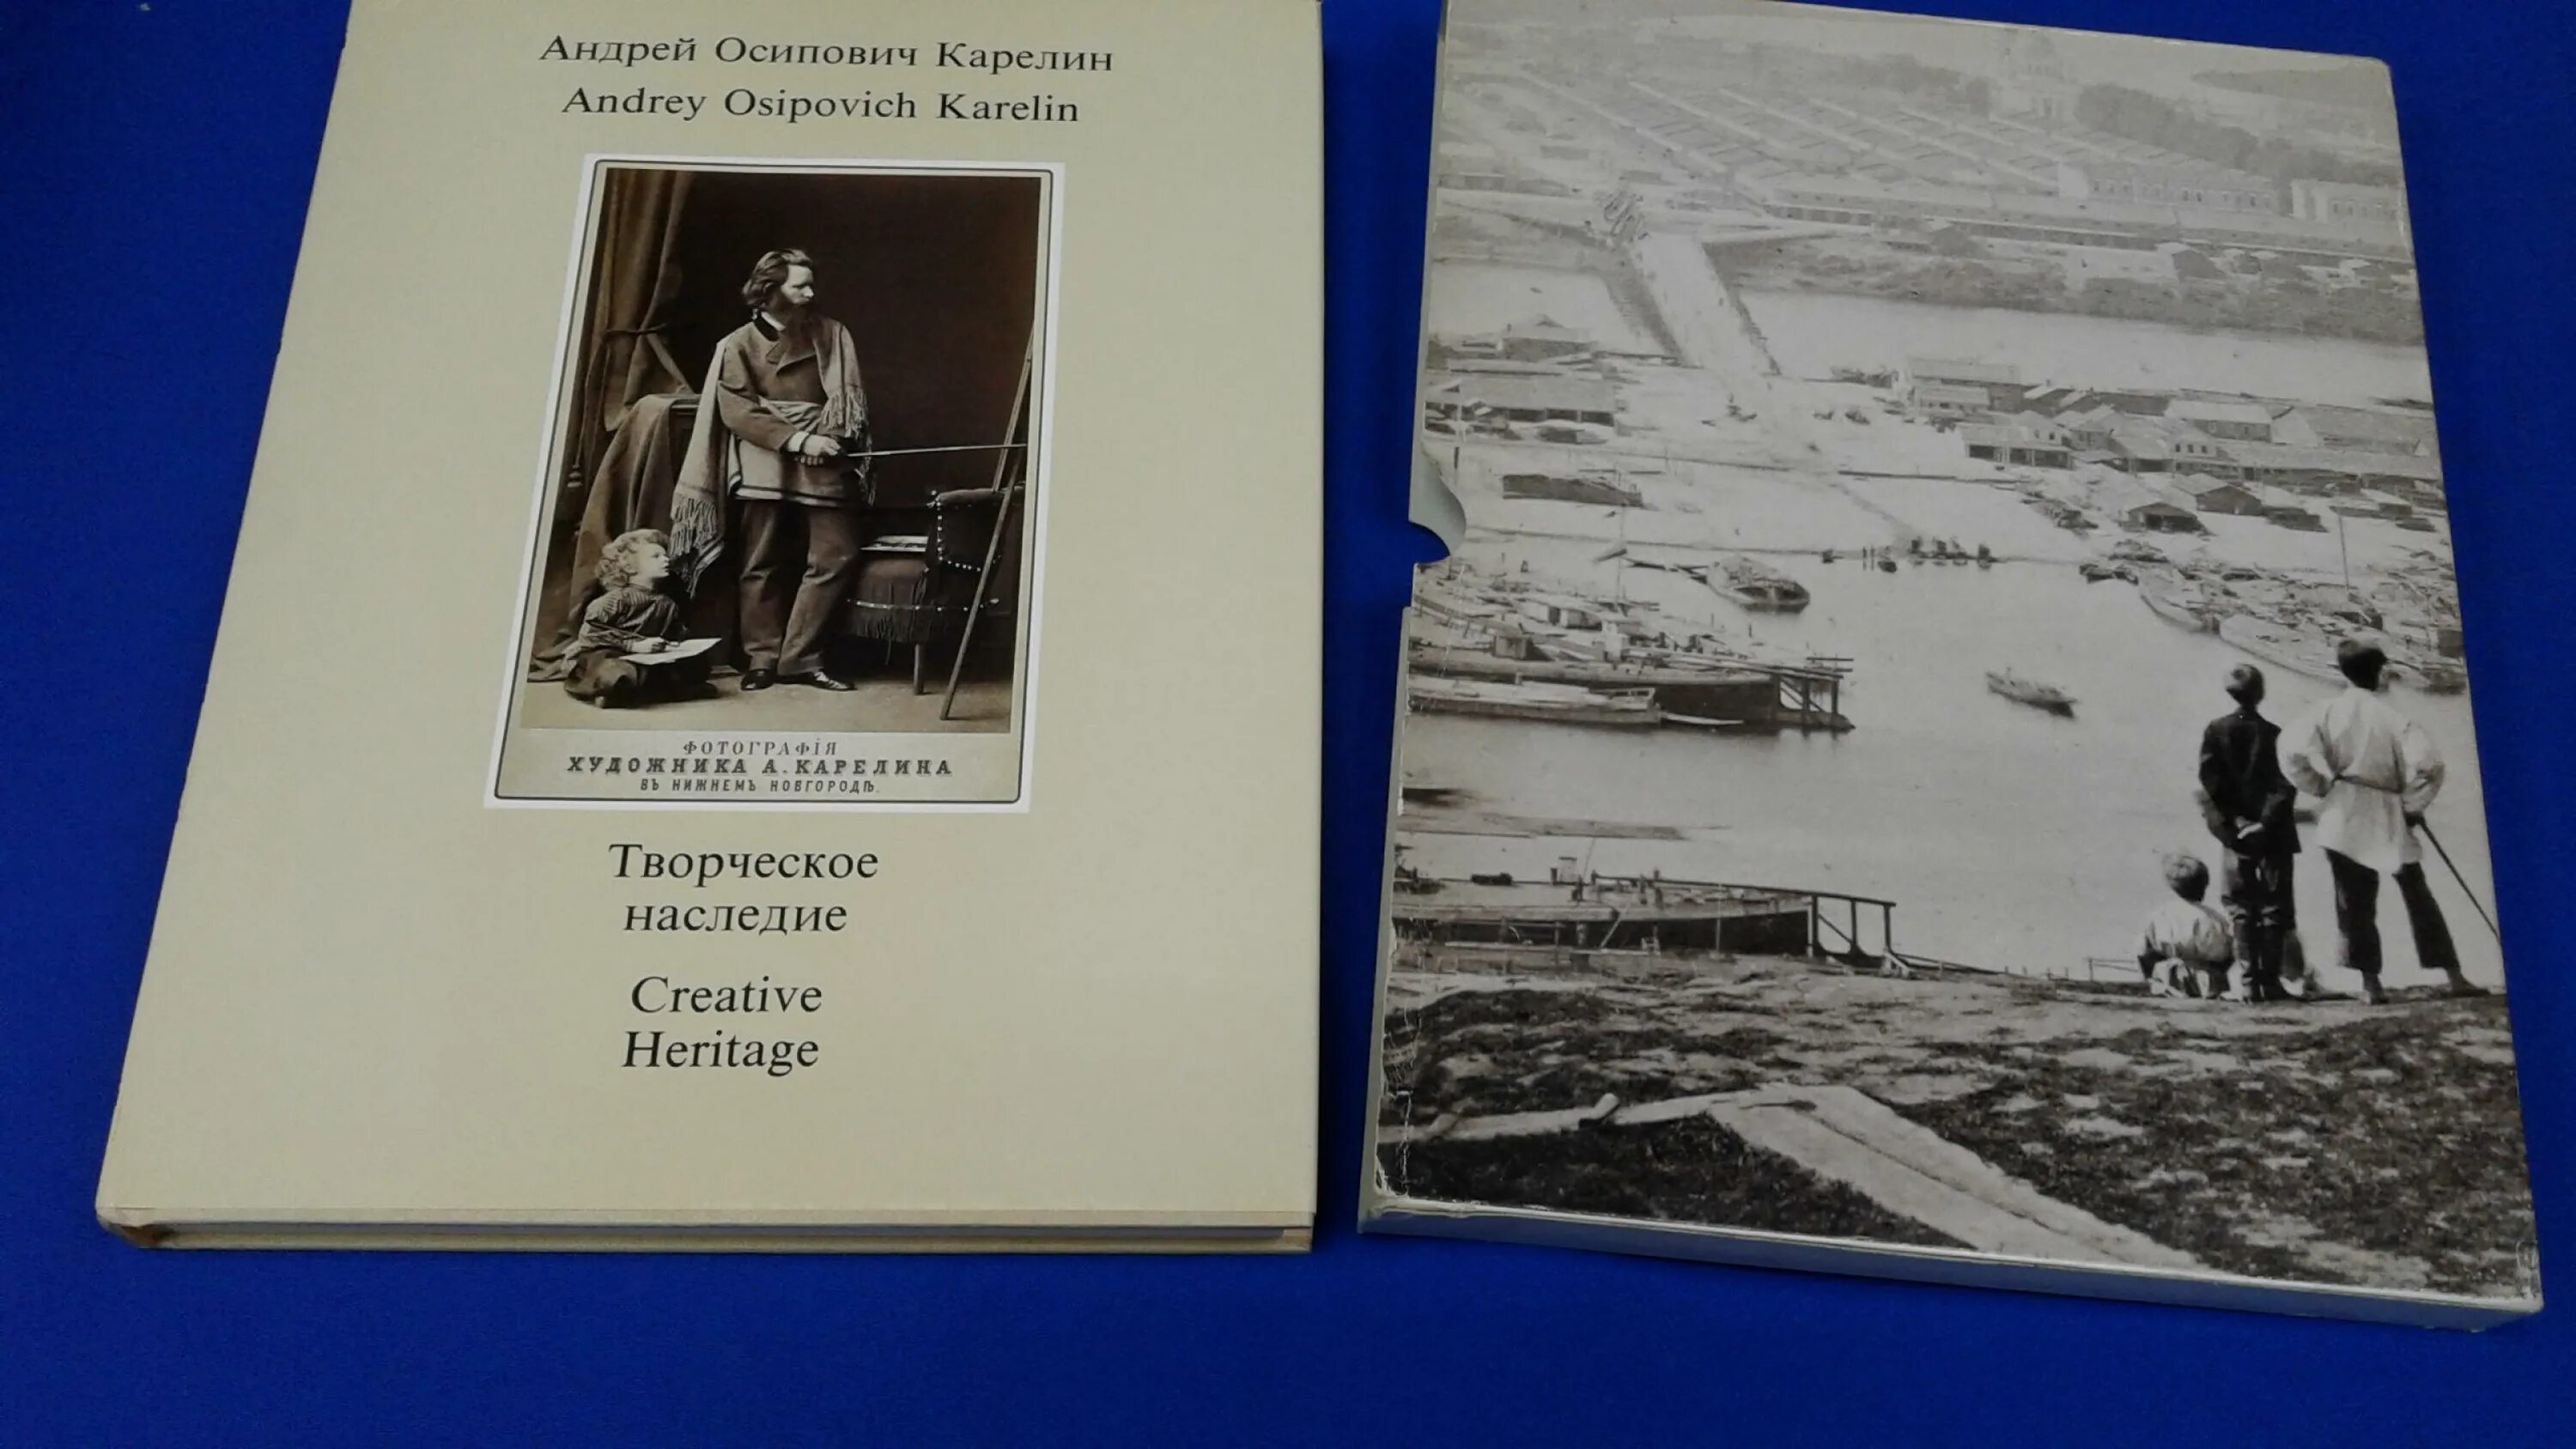 Андрей Осипович Карелин
Andrey Osipovich Karelin
ФОТОГРАФІЯ
ХУДОЖНИКА А. КАРЕЛИНА
ВЪ НИЖНЕМЪ НОВГОРОДѢ.
Творческое
наследие
Creative
Heritage